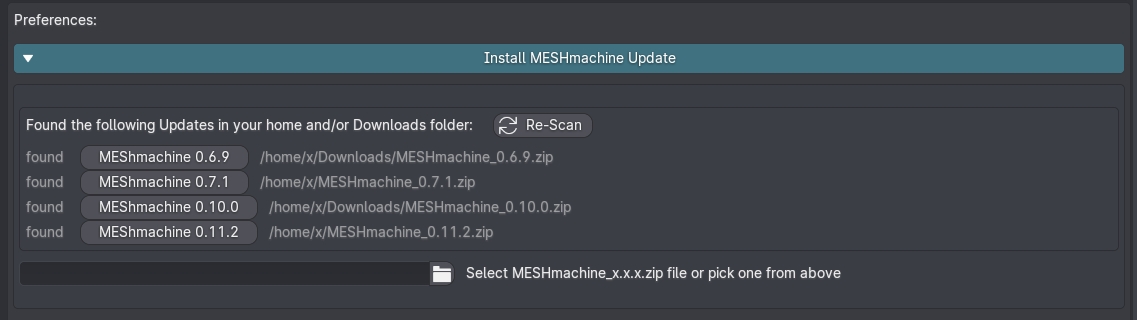 Preferences:
Install MESHmachine Update
Found the following Updates in your home and/or Downloads folder: Re-Scan
found MEShmachine 0.6.9 /home/x/Downloads/MESHmachine_0.6.9.zip
found MEShmachine 0.7.1 /home/x/MESHmachine_0.7.1.zip
found MEShmachine 0.10.0 /home/x/Downloads/MESHmachine_0.10.0.zip
found MEShmachine 0.11.2 /home/x/MESHmachine_0.11.2.zip
Select MESHmachine_x.x.x.zip file or pick one from above